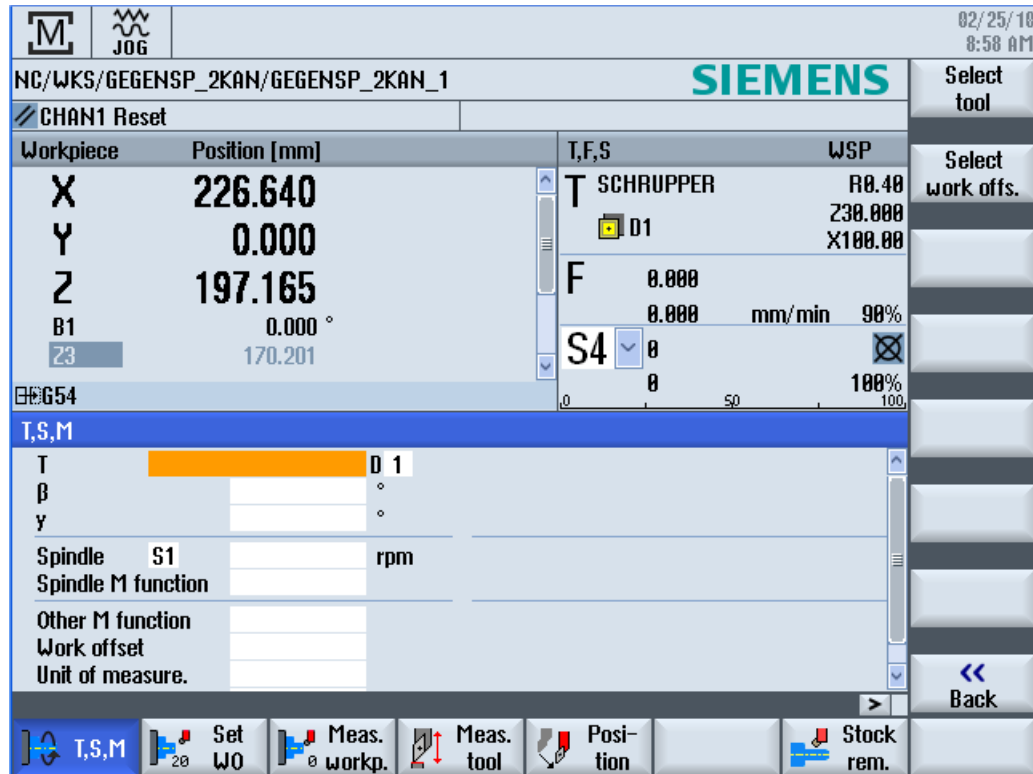 M
JOG
02/25/10
8:58 AM
NC/WKS/GEGENSP_2KAN/GEGENSP_2KAN_1
SIEMENS
Select tool
CHAN1 Reset
Workpiece Position [mm]
T,F,S WSP
Select work offs.
X 226.640
Y 0.000
Z 197.165
B1 0.000 °
Z3 170.201
G54
T SCHRUPPER R0.40
D1 Z30.000
X100.00
F 0.000
0.000 mm/min 90%
S4 0
0 100%
0 50 100
T,S,M
T D 1
β °
γ °
Spindle S1 rpm
Spindle M function
Other M function
Work offset
Unit of measure.
<<
Back
>
T,S,M
20 Set WO
0 Meas. workp.
Meas. tool
Posi-
tion
Stock rem.